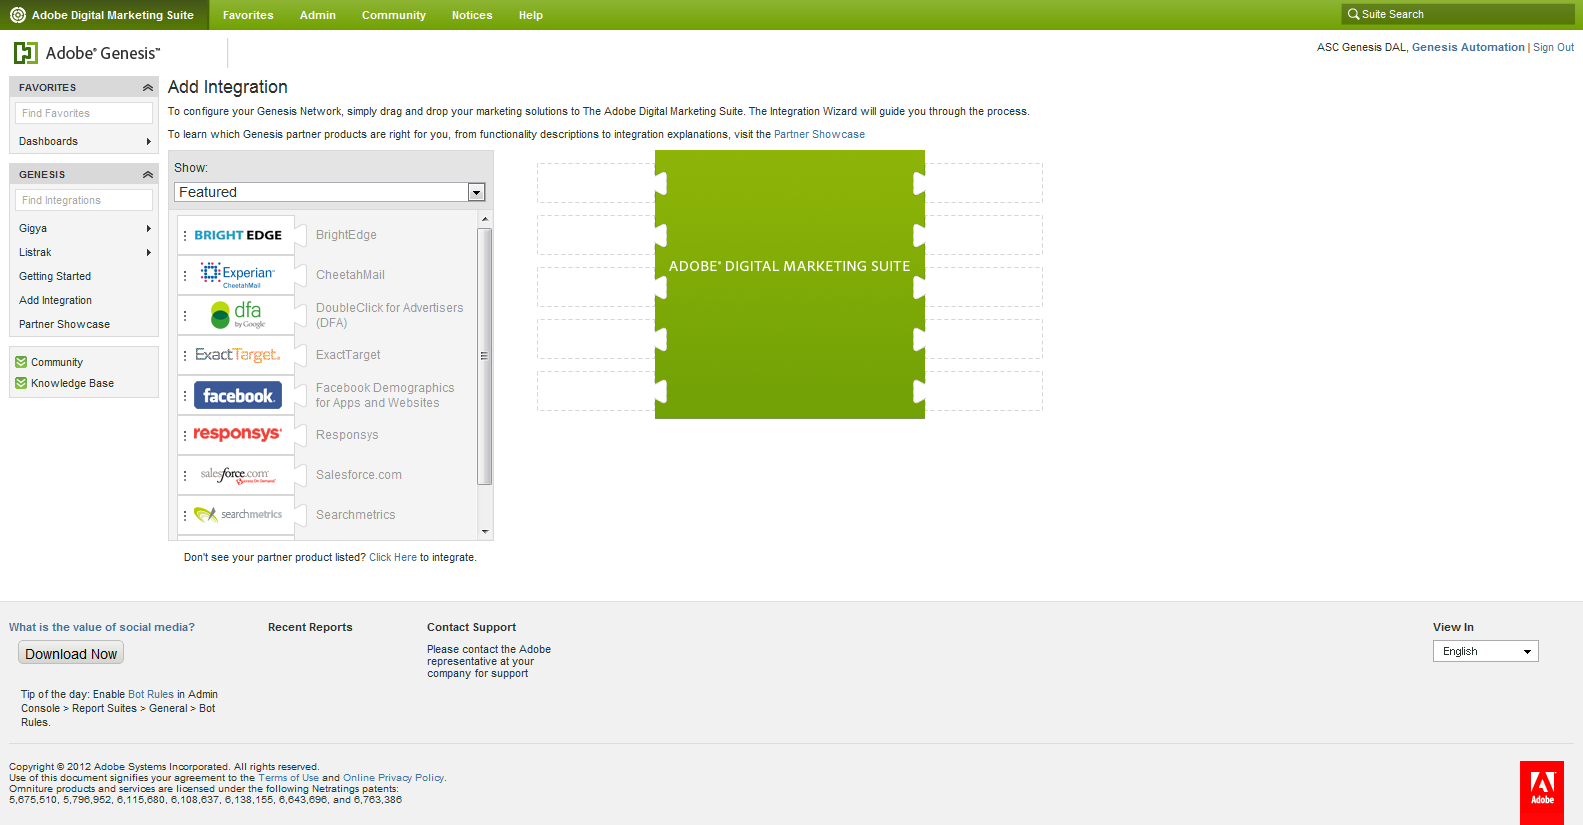 Adobe Digital Marketing Suite Favorites Admin Community Notices Help Suite Search
Adobe® Genesis™
ASC Genesis DAL, Genesis Automation | Sign Out
FAVORITES
Find Favorites
Dashboards
GENESIS
Find Integrations
Gigya
Listrak
Getting Started
Add Integration
Partner Showcase
Community
Knowledge Base
Add Integration
To configure your Genesis Network, simply drag and drop your marketing solutions to The Adobe Digital Marketing Suite. The Integration Wizard will guide you through the process.
To learn which Genesis partner products are right for you, from functionality descriptions to integration explanations, visit the Partner Showcase
Show:
Featured
BRIGHTEDGE BrightEdge
Experian™
CheetahMail
CheetahMail
dfa
by Google
DoubleClick for Advertisers
(DFA)
ExactTarget. ExactTarget
facebook.
Facebook Demographics
for Apps and Websites
responsys Responsys
salesforce.com
Success On Demand
Salesforce.com
searchmetrics Searchmetrics
Don't see your partner product listed? Click Here to integrate.
ADOBE® DIGITAL MARKETING SUITE
What is the value of social media?
Download Now
Tip of the day: Enable Bot Rules in Admin
Console > Report Suites > General > Bot
Rules.
Recent Reports
Contact Support
Please contact the Adobe
representative at your
company for support
View In
English
Copyright © 2012 Adobe Systems Incorporated. All rights reserved.
Use of this document signifies your agreement to the Terms of Use and Online Privacy Policy.
Omniture products and services are licensed under the following Netratings patents:
5,675,510, 5,796,952, 6,115,680, 6,108,637, 6,138,155, 6,643,696, and 6,763,386
Adobe